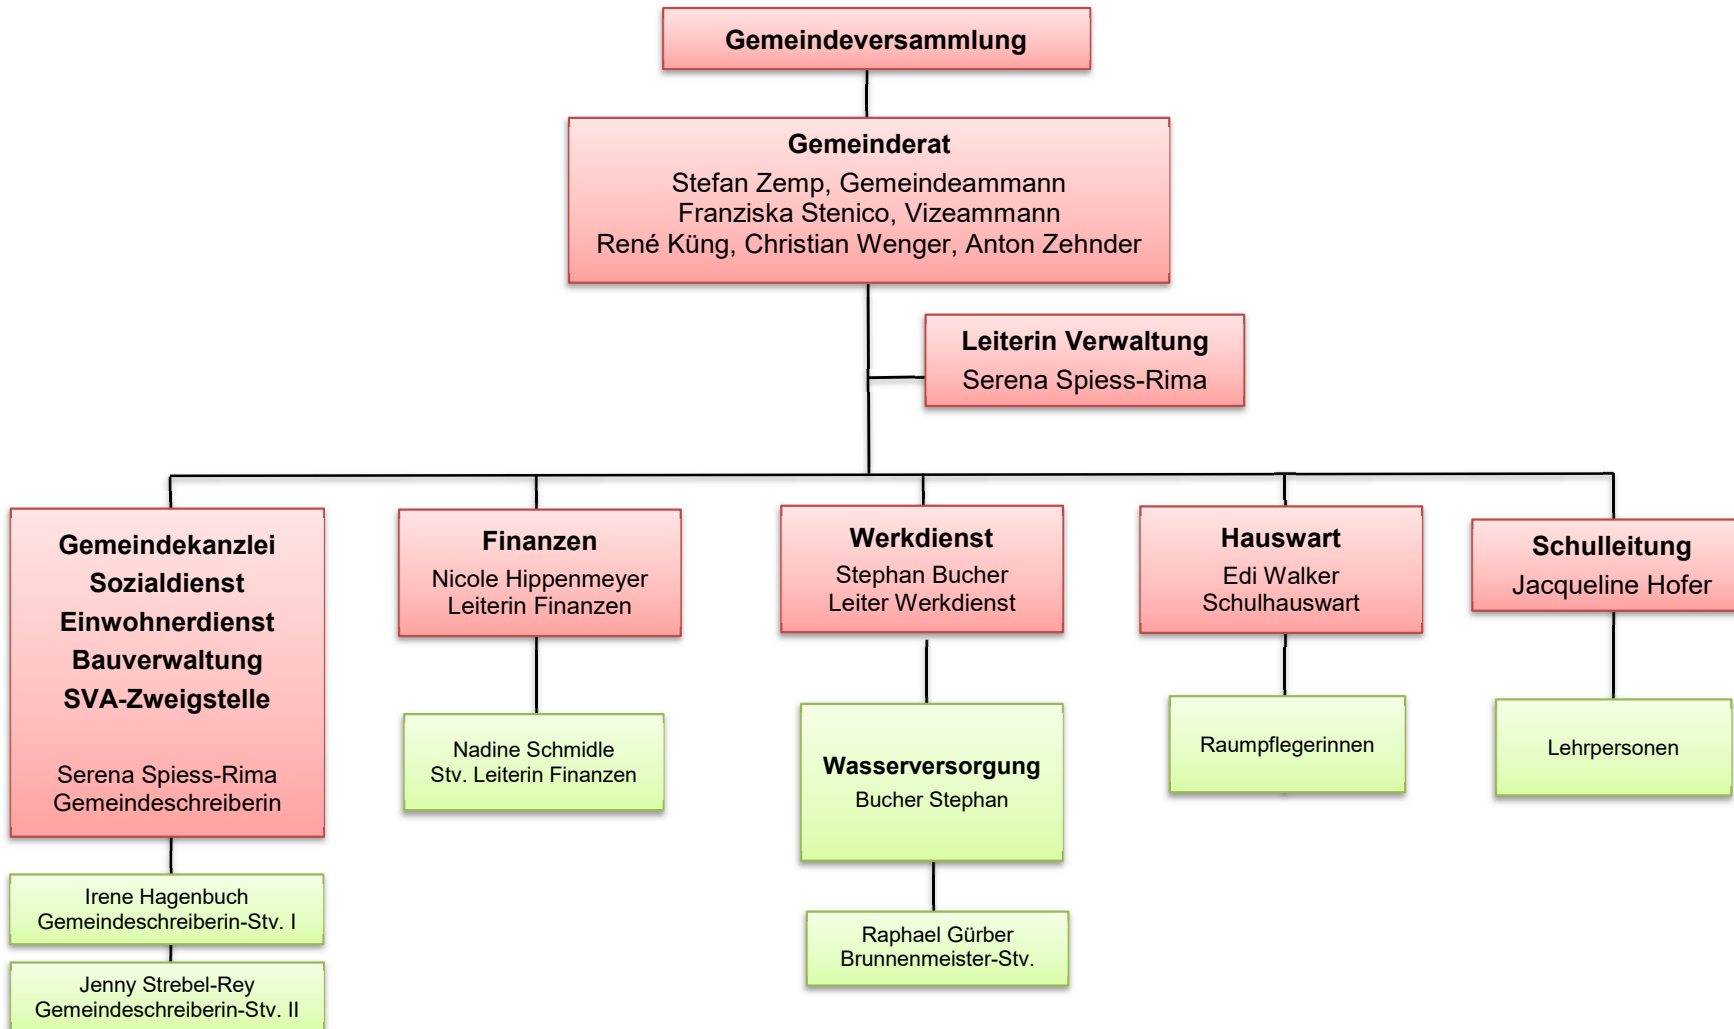 Gemeindeversammlung
Gemeinderat
Stefan Zemp, Gemeindeammann
Franziska Stenico, Vizeammann
René Küng, Christian Wenger, Anton Zehnder
Leiterin Verwaltung
Serena Spiess-Rima
Gemeindekanzlei
Sozialdienst
Einwohnerdienst
Bauverwaltung
SVA-Zweigstelle
Serena Spiess-Rima
Gemeindeschreiberin
Irene Hagenbuch
Gemeindeschreiberin-Stv. I
Jenny Strebel-Rey
Gemeindeschreiberin-Stv. II
Finanzen
Nicole Hippenmeyer
Leiterin Finanzen
Nadine Schmidle
Stv. Leiterin Finanzen
Werkdienst
Stephan Bucher
Leiter Werkdienst
Wasserversorgung
Bucher Stephan
Raphael Gürber
Brunnenmeister-Stv.
Hauswart
Edi Walker
Schulhauswart
Raumpflegerinnen
Schulleitung
Jacqueline Hofer
Lehrpersonen